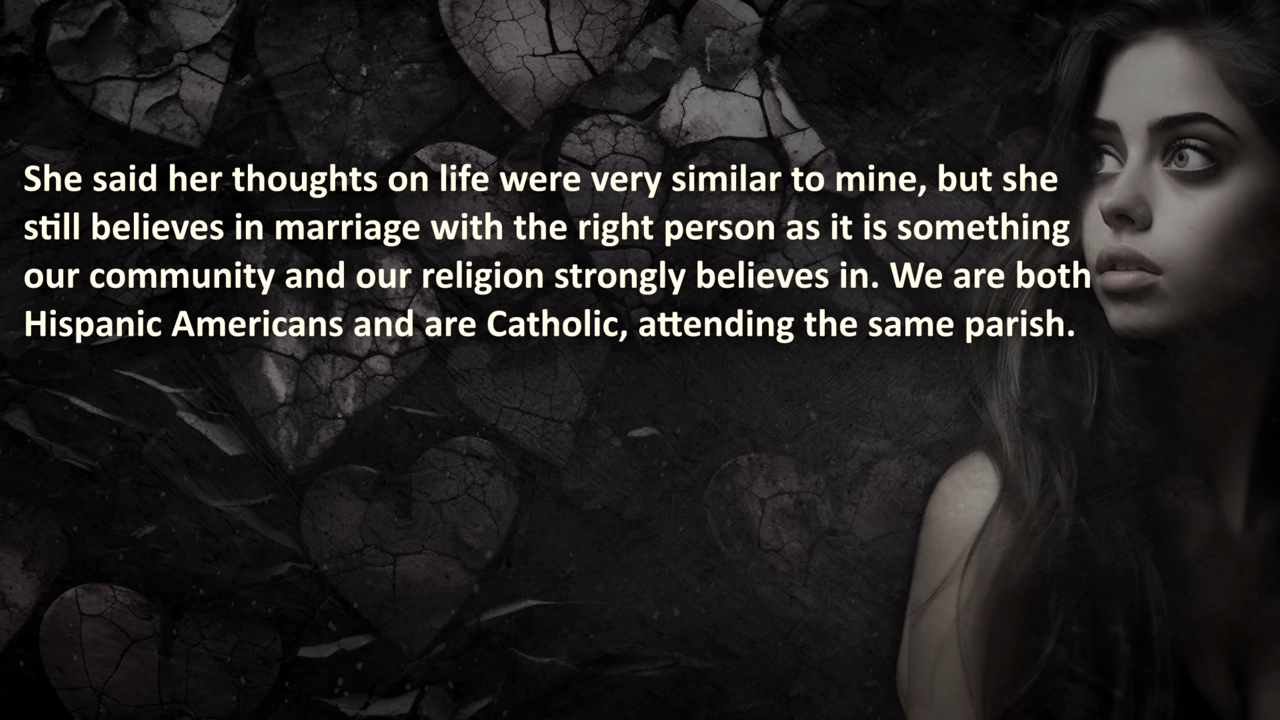 She said her thoughts on life were very similar to mine, but she
still believes in marriage with the right person as it is something
our community and our religion strongly believes in. We are both
Hispanic Americans and are Catholic, attending the same parish.